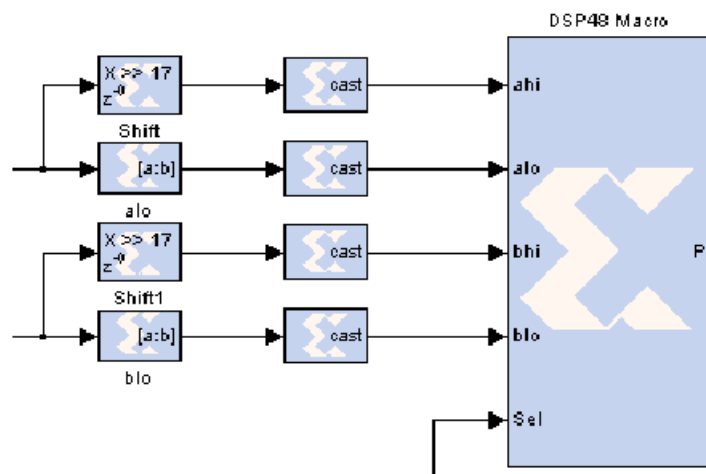 DSP48 Macro
X >> 17
z^-0
cast
ahi
Shift
[a:b]
cast
alo
alo
X >> 17
z^-0
cast
bhi
P
Shift1
[a:b]
cast
blo
blo
Sel